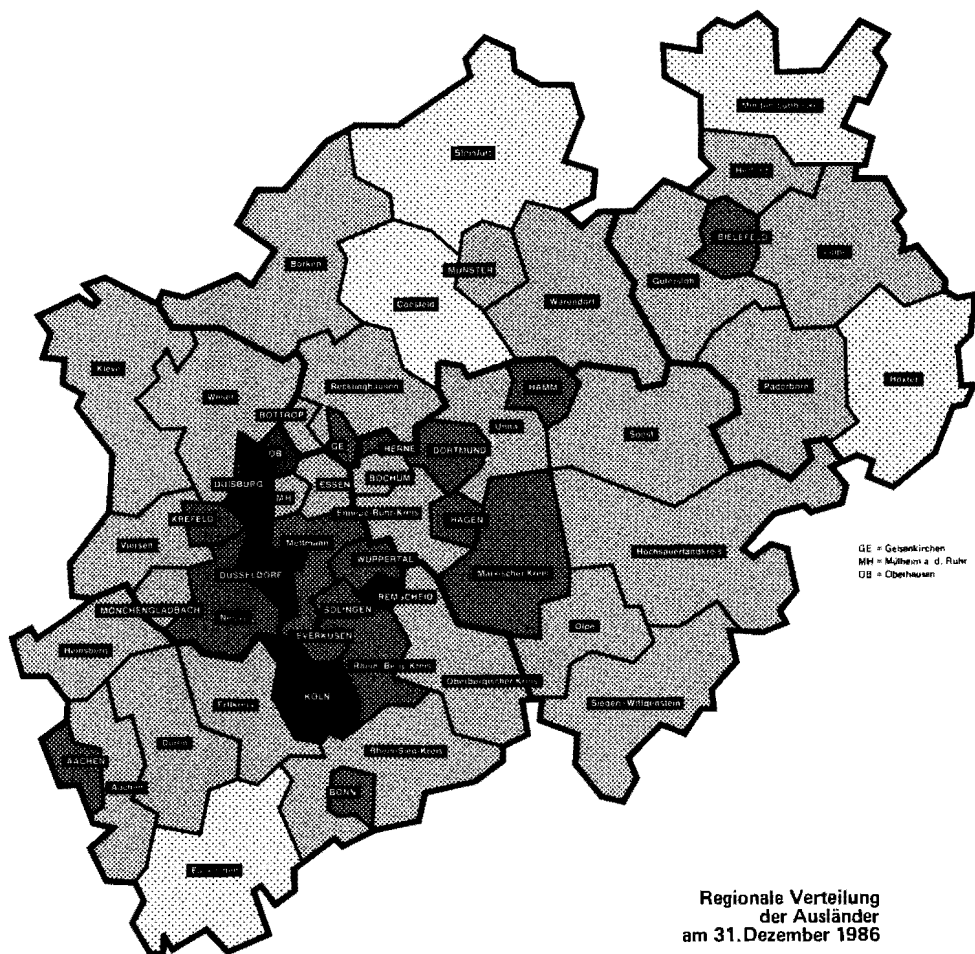 Minden-Lübbecke
Steinfurt
Herford
BIELEFELD
Lippe
Borken
MÜNSTER
Coesfeld
Warendorf
Gütersloh
Kleve
Wesel
Recklinghausen
HAMM
Paderborn
Höxter
BOTTROP
Unna
Soest
OB
GE
HERNE
DORTMUND
DUISBURG
ESSEN
BOCHUM
MH
KREFELD
Ennepe-Ruhr-Kreis
HAGEN
Viersen
Mettmann
WUPPERTAL
Hochsauerlandkreis
GE = Gelsenkirchen
MH = Mülheim a. d. Ruhr
OB = Oberhausen
DÜSSELDORF
Märkischer Kreis
REMSCHEID
MÖNCHENGLADBACH
Neuss
SOLINGEN
Olpe
LEVERKUSEN
Heinsberg
Rhein.-Berg.-Kreis
Oberbergischer Kreis
KÖLN
Siegen-Wittgenstein
Erftkreis
Düren
Rhein-Sieg-Kreis
AACHEN
Aachen
BONN
Euskirchen
Regionale Verteilung
der Ausländer
am 31. Dezember 1986